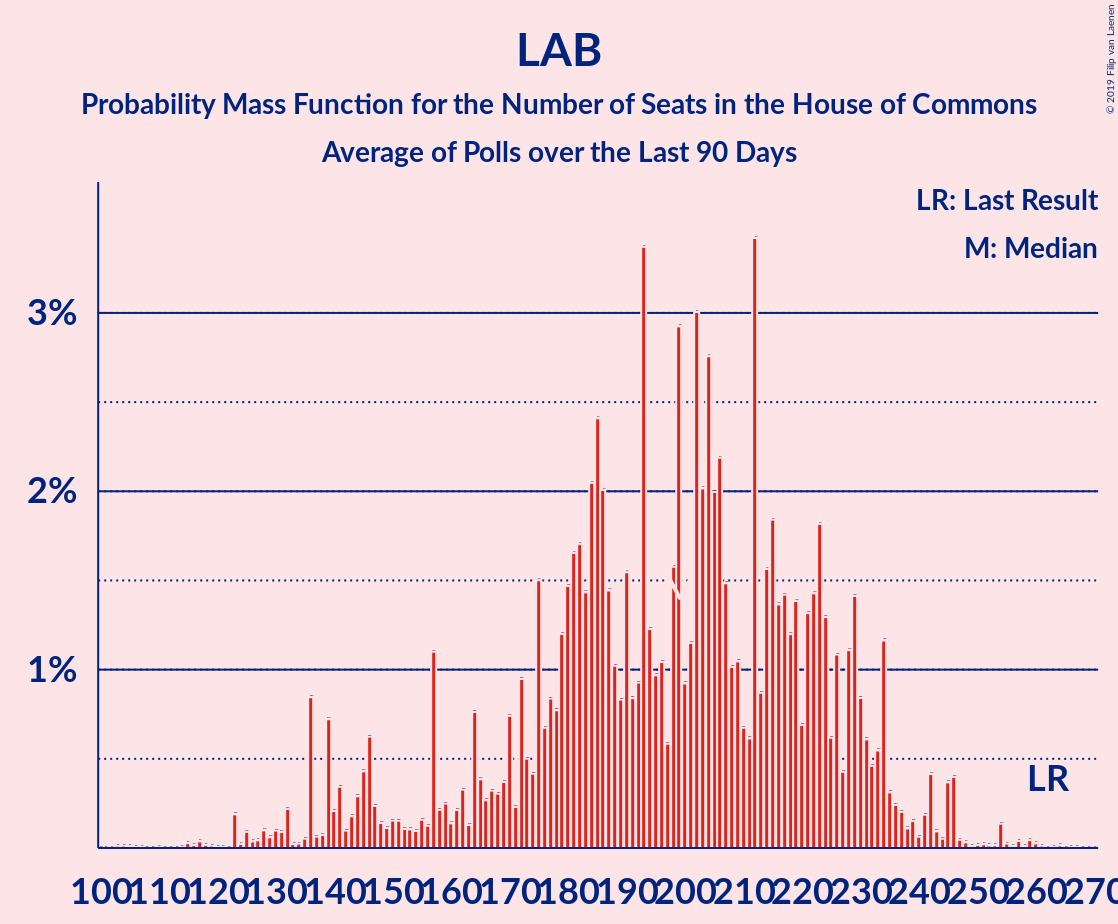 LAB
Probability Mass Function for the Number of Seats in the House of Commons
Average of Polls over the Last 90 Days
© 2019 Filip van Laenen
LR: Last Result
M: Median
3%
2%
1%
LR
100 110 120 130 140 150 160 170 180 190 200 210 220 230 240 250 260 270